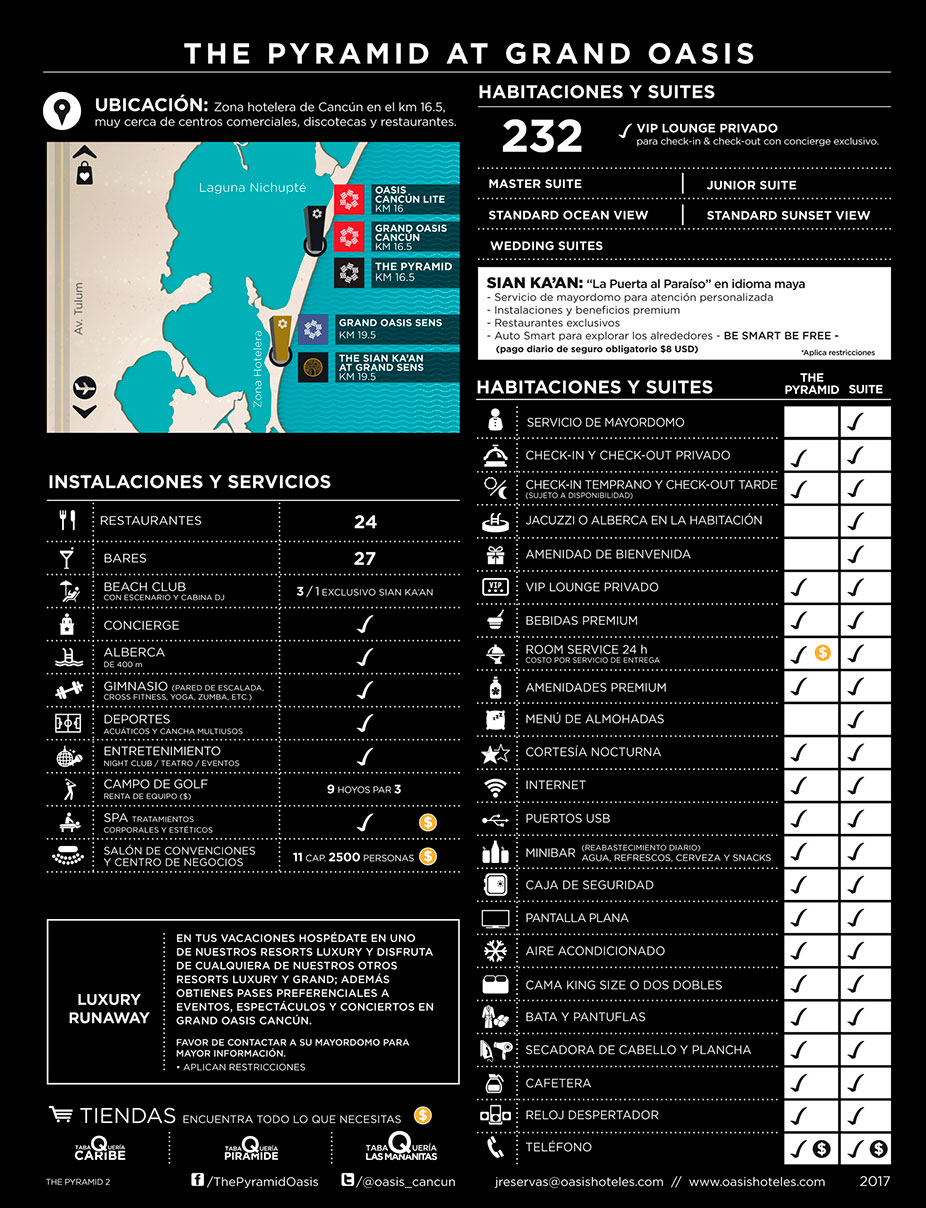 THE PYRAMID AT GRAND OASIS
UBICACIÓN: Zona hotelera de Cancún en el km 16.5,
muy cerca de centros comerciales, discotecas y restaurantes.
Laguna Nichupté
Av. Tulum
Zona Hotelera
OASIS
CANCÚN LITE
KM 16
GRAND OASIS
CANCÚN
KM 16.5
THE PYRAMID
KM 16.5
GRAND OASIS SENS
KM 19.5
THE SIAN KA'AN
AT GRAND SENS
KM 19.5
INSTALACIONES Y SERVICIOS
RESTAURANTES 24
BARES 27
BEACH CLUB
CON ESCENARIO Y CABINA DJ
3 / 1 EXCLUSIVO SIAN KA'AN
CONCIERGE ✓
ALBERCA
DE 400 m
✓
GIMNASIO (PARED DE ESCALADA,
CROSS FITNESS, YOGA, ZUMBA, ETC.)
✓
DEPORTES
ACUÁTICOS Y CANCHA MULTIUSOS
✓
ENTRETENIMIENTO
NIGHT CLUB / TEATRO / EVENTOS
✓
CAMPO DE GOLF
RENTA DE EQUIPO ($)
9 HOYOS PAR 3
SPA TRATAMIENTOS
CORPORALES Y ESTÉTICOS
✓ $
SALÓN DE CONVENCIONES
Y CENTRO DE NEGOCIOS
11 CAP. 2500 PERSONAS $
LUXURY
RUNAWAY
EN TUS VACACIONES HOSPÉDATE EN UNO
DE NUESTROS RESORTS LUXURY Y DISFRUTA
DE CUALQUIERA DE NUESTROS OTROS
RESORTS LUXURY Y GRAND; ADEMÁS
OBTIENES PASES PREFERENCIALES A
EVENTOS, ESPECTÁCULOS Y CONCIERTOS EN
GRAND OASIS CANCÚN.
FAVOR DE CONTACTAR A SU MAYORDOMO PARA
MAYOR INFORMACIÓN.
• APLICAN RESTRICCIONES
TIENDAS ENCUENTRA TODO LO QUE NECESITAS $
TABAQUERÍA
CARIBE
TABAQUERÍA
PIRAMIDE
TABAQUERÍA
LAS MAÑANITAS
HABITACIONES Y SUITES
232
✓ VIP LOUNGE PRIVADO
para check-in & check-out con concierge exclusivo.
MASTER SUITE | JUNIOR SUITE
STANDARD OCEAN VIEW | STANDARD SUNSET VIEW
WEDDING SUITES
SIAN KA'AN: “La Puerta al Paraíso” en idioma maya
- Servicio de mayordomo para atención personalizada
- Instalaciones y beneficios premium
- Restaurantes exclusivos
- Auto Smart para explorar los alrededores - BE SMART BE FREE -
(pago diario de seguro obligatorio $8 USD)
*Aplica restricciones
HABITACIONES Y SUITES THE PYRAMID SUITE
SERVICIO DE MAYORDOMO ✓
CHECK-IN Y CHECK-OUT PRIVADO ✓ ✓
CHECK-IN TEMPRANO Y CHECK-OUT TARDE ✓ ✓
(SUJETO A DISPONIBILIDAD)
JACUZZI O ALBERCA EN LA HABITACIÓN ✓
AMENIDAD DE BIENVENIDA ✓
VIP
VIP LOUNGE PRIVADO ✓ ✓
BEBIDAS PREMIUM ✓ ✓
ROOM SERVICE 24 h ✓ $ ✓
COSTO POR SERVICIO DE ENTREGA
AMENIDADES PREMIUM ✓ ✓
MENÚ DE ALMOHADAS ✓
CORTESÍA NOCTURNA ✓ ✓
INTERNET ✓ ✓
PUERTOS USB ✓ ✓
MINIBAR (REABASTECIMIENTO DIARIO)
AGUA, REFRESCOS, CERVEZA Y SNACKS ✓ ✓
CAJA DE SEGURIDAD ✓ ✓
PANTALLA PLANA ✓ ✓
AIRE ACONDICIONADO ✓ ✓
CAMA KING SIZE O DOS DOBLES ✓ ✓
BATA Y PANTUFLAS ✓ ✓
SECADORA DE CABELLO Y PLANCHA ✓ ✓
CAFETERA ✓ ✓
RELOJ DESPERTADOR ✓ ✓
TELÉFONO ✓ $ ✓ $
THE PYRAMID 2 f /ThePyramidOasis t /@oasis_cancun jreservas@oasishoteles.com // www.oasishoteles.com 2017